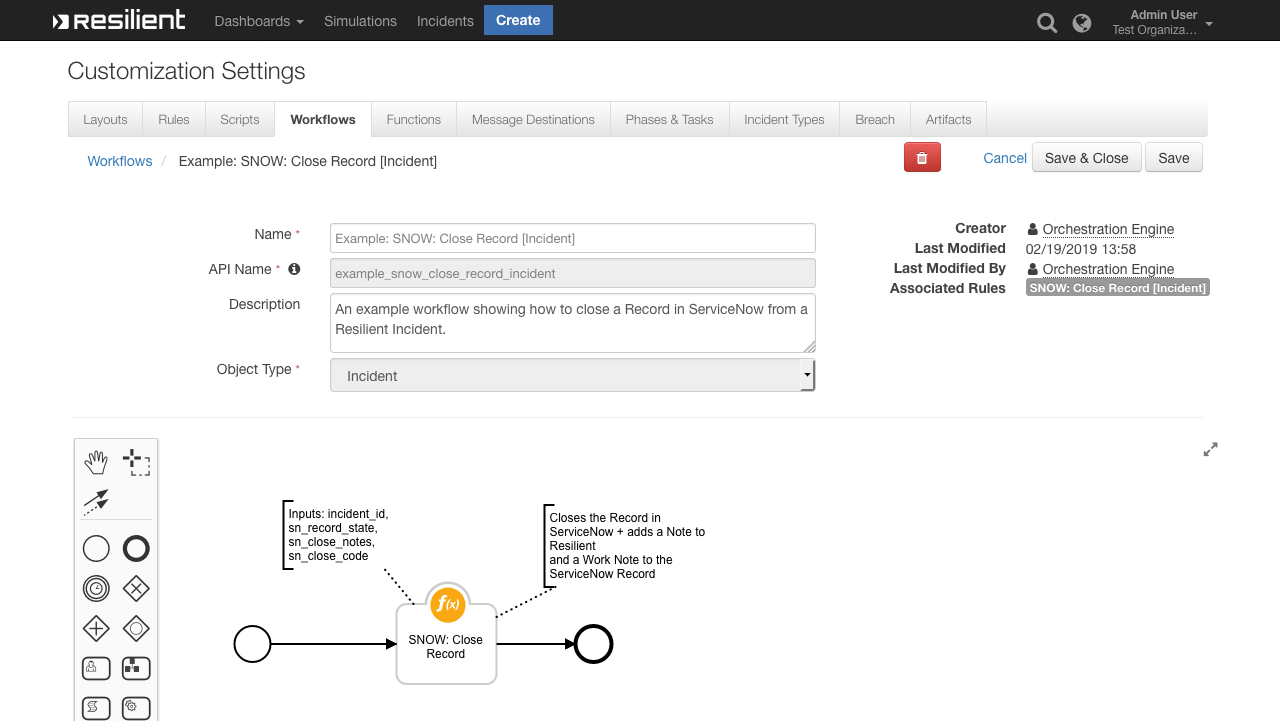 resilient
Dashboards
Simulations
Incidents
Create
Admin User
Test Organiza...
Customization Settings
Layouts
Rules
Scripts
Workflows
Functions
Message Destinations
Phases & Tasks
Incident Types
Breach
Artifacts
Workflows / Example: SNOW: Close Record [Incident]
Cancel
Save & Close
Save
Name *
Example: SNOW: Close Record [Incident]
API Name *
example_snow_close_record_incident
Description
An example workflow showing how to close a Record in ServiceNow from a
Resilient Incident.
Object Type *
Incident
Creator
Orchestration Engine
Last Modified
02/19/2019 13:58
Last Modified By
Orchestration Engine
Associated Rules
SNOW: Close Record [Incident]
Inputs: incident_id,
sn_record_state,
sn_close_notes,
sn_close_code
Closes the Record in
ServiceNow + adds a Note to
Resilient
and a Work Note to the
ServiceNow Record
f(x)
SNOW: Close
Record